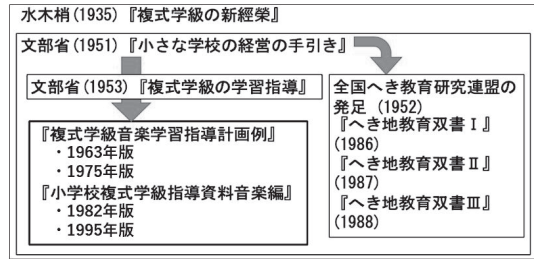 水木梢(1935)『複式学級の新經營』
文部省(1951)『小さな学校の経営の手引き』
文部省(1953)『複式学級の学習指導』
『複式学級音楽学習指導計画例』
・1963年版
・1975年版
『小学校複式学級指導資料音楽編』
・1982年版
・1995年版
全国へき教育研究連盟の
発足 (1952)
『へき地教育双書Ⅰ』
(1986)
『へき地教育双書Ⅱ』
(1987)
『へき地教育双書Ⅲ』
(1988)